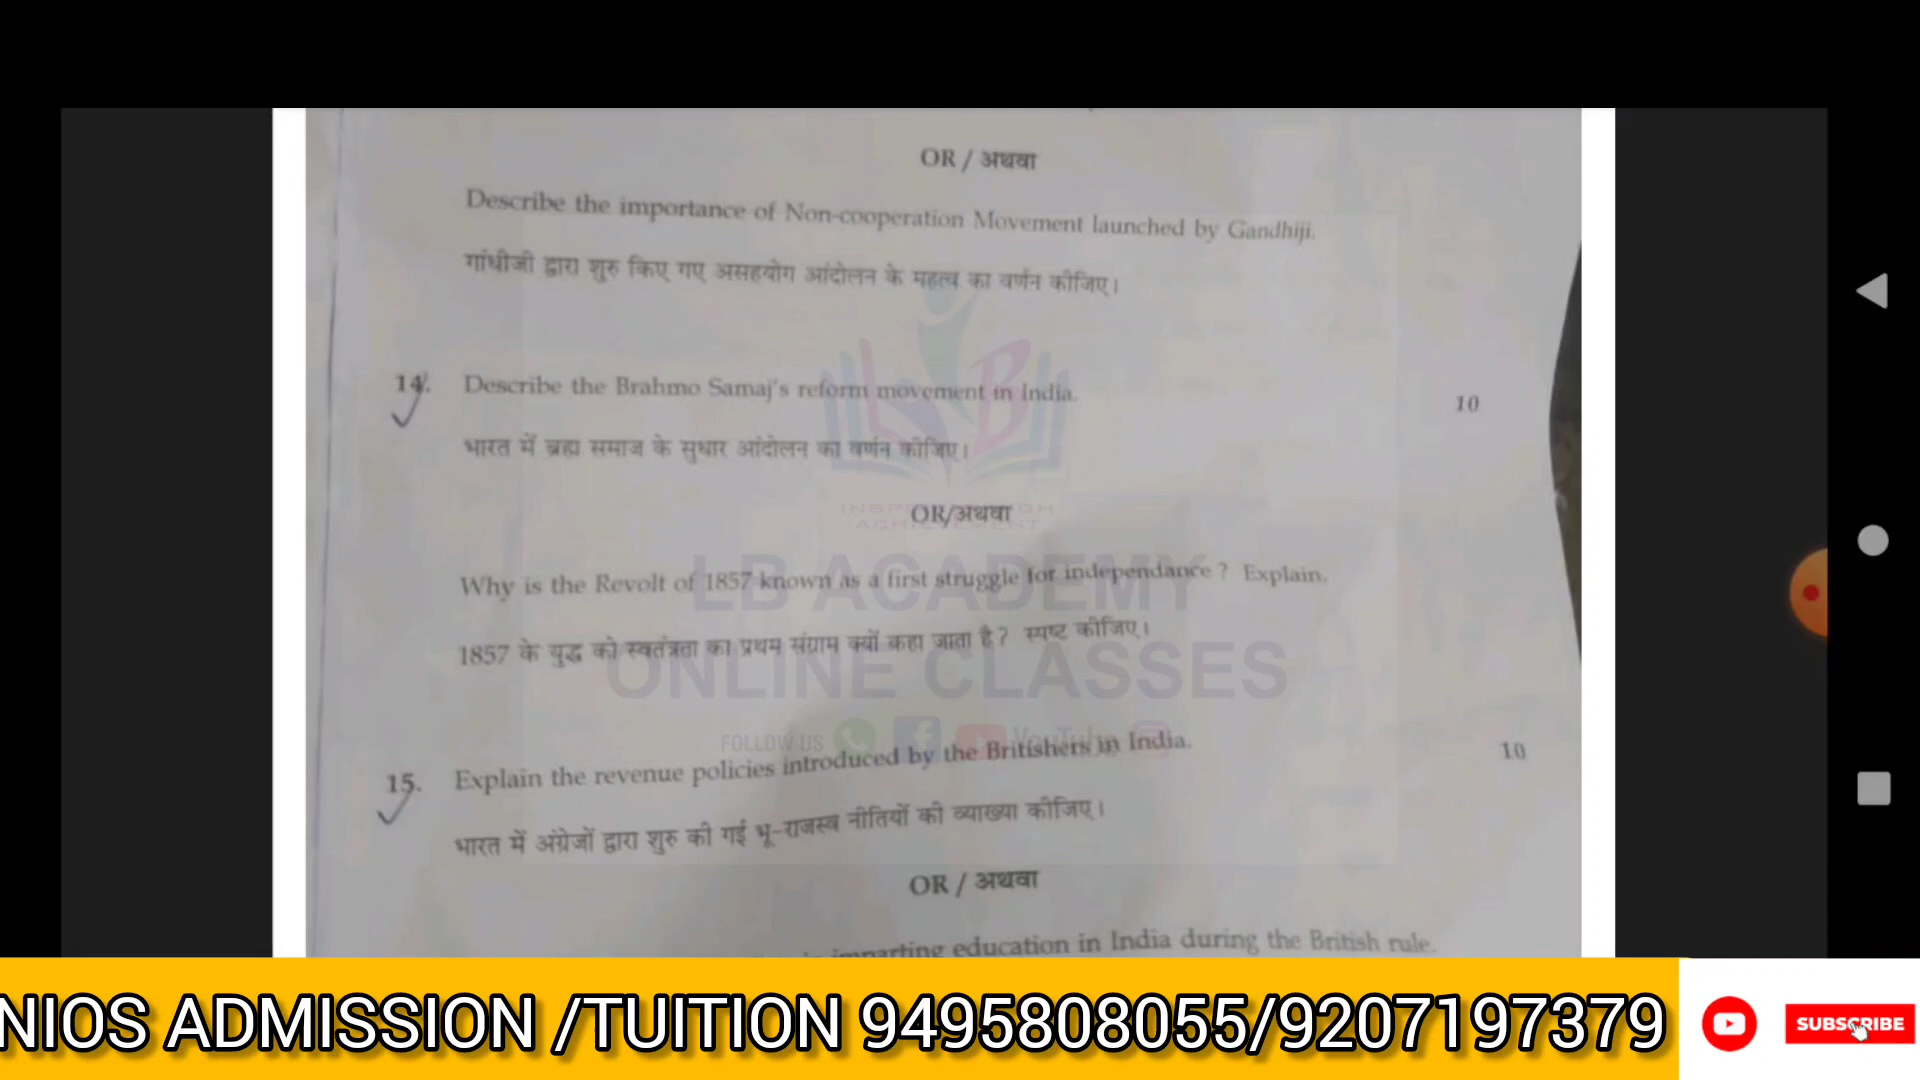 OR / अथवा
Describe the importance of Non-cooperation Movement launched by Gandhiji.
गांधीजी द्वारा शुरु किए गए असहयोग आंदोलन के महत्व का वर्णन कीजिए।
14. Describe the Brahmo Samaj's reform movement in India. 10
भारत में ब्रह्म समाज के सुधार आंदोलन का वर्णन कीजिए।
OR/अथवा
Why is the Revolt of 1857 known as a first struggle for independance ? Explain.
LB ACADEMY
1857 के युद्ध को स्वतंत्रता का प्रथम संग्राम क्यों कहा जाता है ? स्पष्ट कीजिए।
ONLINE CLASSES
FOLLOW US YouTube
15. Explain the revenue policies introduced by the Britishers in India. 10
भारत में अंग्रेजों द्वारा शुरु की गई भू-राजस्व नीतियों की व्याख्या कीजिए।
OR / अथवा
imparting education in India during the British rule.
NIOS ADMISSION /TUITION 9495808055/9207197379
SUBSCRIBE